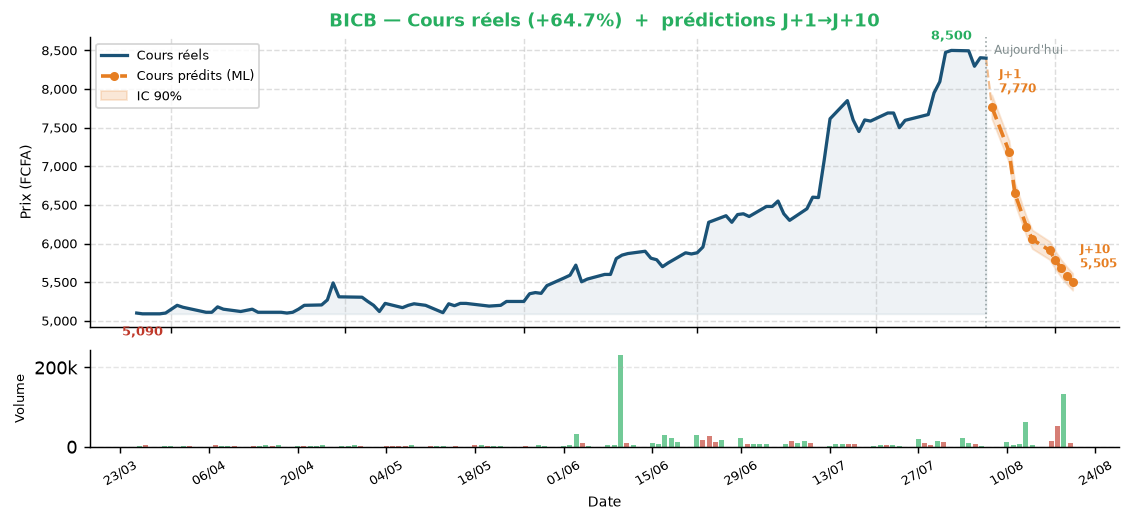 BICB — Cours réels (+64.7%)  +  prédictions J+1→J+10
8,500
Aujourd'hui
Cours réels
Cours prédits (ML)
IC 90%
J+1
7,770
J+10
5,505
5,090
Prix (FCFA)
8,500
8,000
7,500
7,000
6,500
6,000
5,500
5,000
Volume
200k
0
23/03
06/04
20/04
04/05
18/05
01/06
15/06
29/06
13/07
27/07
10/08
24/08
Date